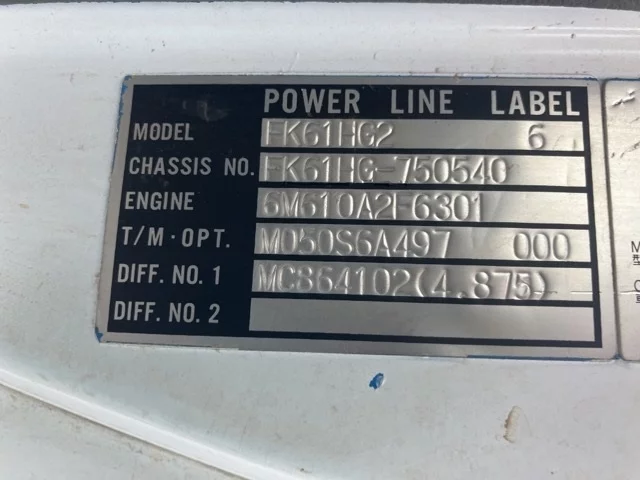 POWER LINE LABEL
MODEL FK61HG2 6
CHASSIS NO. FK61HG-750540
ENGINE 6M610A2F6301
T/M·OPT. M050S6A497 000
DIFF. NO. 1 MC864102(4.875)
DIFF. NO. 2